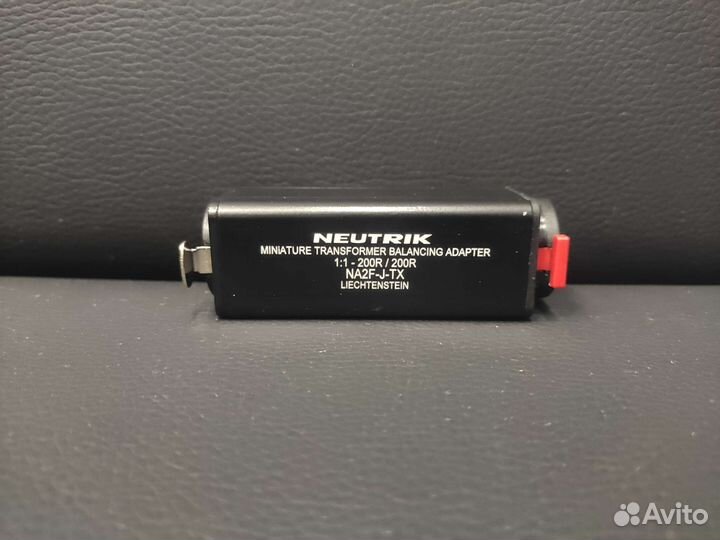 NEUTRIK
MINIATURE TRANSFORMER BALANCING ADAPTER
1:1 - 200R / 200R
NA2F-J-TX
LIECHTENSTEIN
Avito